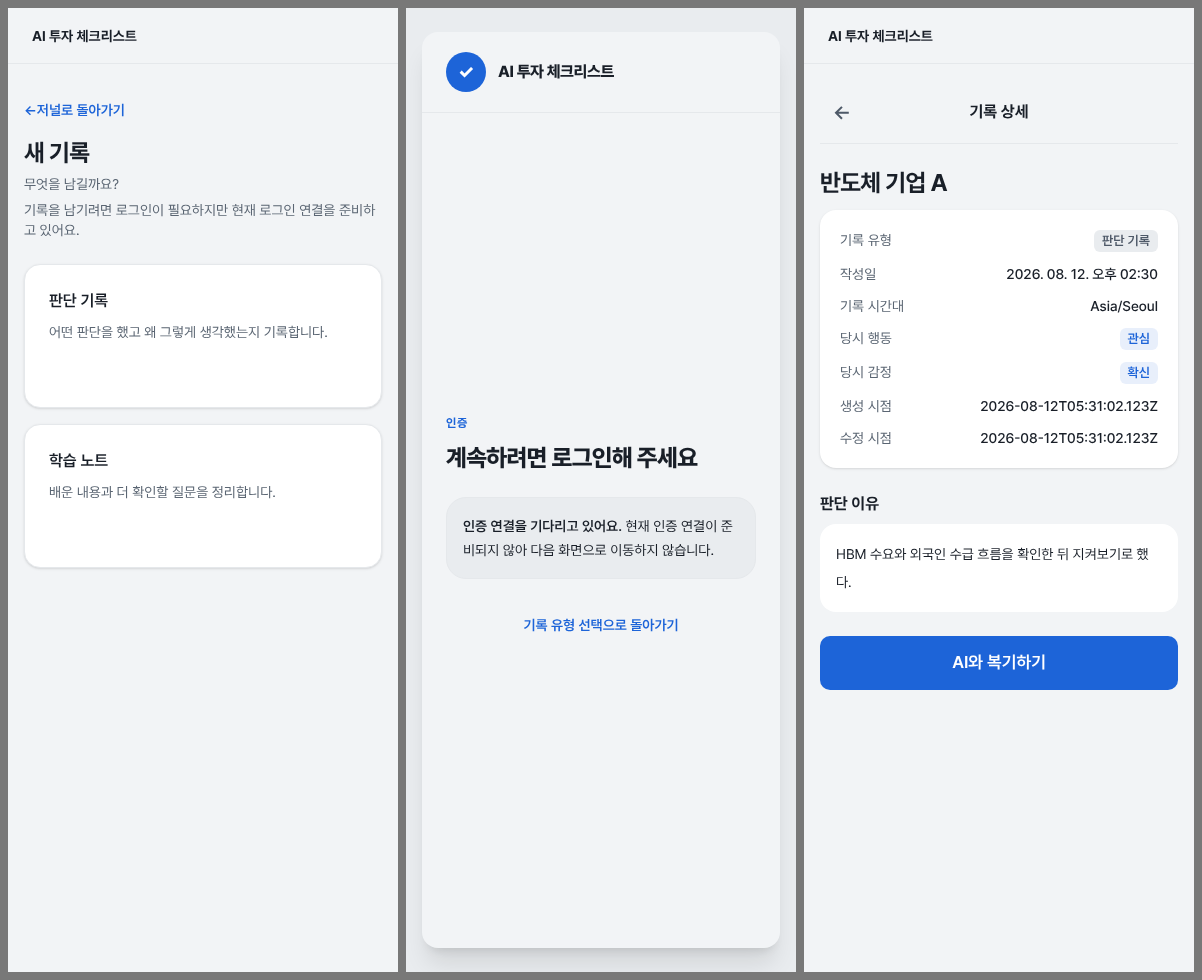 AI 투자 체크리스트
←저널로 돌아가기
새 기록
무엇을 남길까요?
기록을 남기려면 로그인이 필요하지만 현재 로그인 연결을 준비하
고 있어요.
판단 기록
어떤 판단을 했고 왜 그렇게 생각했는지 기록합니다.
학습 노트
배운 내용과 더 확인할 질문을 정리합니다.
AI 투자 체크리스트
인증
계속하려면 로그인해 주세요
인증 연결을 기다리고 있어요. 현재 인증 연결이 준
비되지 않아 다음 화면으로 이동하지 않습니다.
기록 유형 선택으로 돌아가기
AI 투자 체크리스트
← 기록 상세
반도체 기업 A
기록 유형 판단 기록
작성일 2026. 08. 12. 오후 02:30
기록 시간대 Asia/Seoul
당시 행동 관심
당시 감정 확신
생성 시점 2026-08-12T05:31:02.123Z
수정 시점 2026-08-12T05:31:02.123Z
판단 이유
HBM 수요와 외국인 수급 흐름을 확인한 뒤 지켜보기로 했
다.
AI와 복기하기